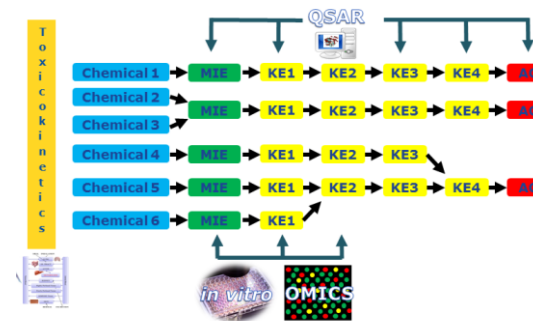 QSAR
Toxicokinetics
Chemical 1 MIE KE1 KE2 KE3 KE4
Chemical 2
MIE KE1 KE2 KE3 KE4
Chemical 3
Chemical 4 MIE KE1 KE2 KE3
Chemical 5 MIE KE1 KE2 KE3 KE4
Chemical 6 MIE KE1
in vitro OMICS